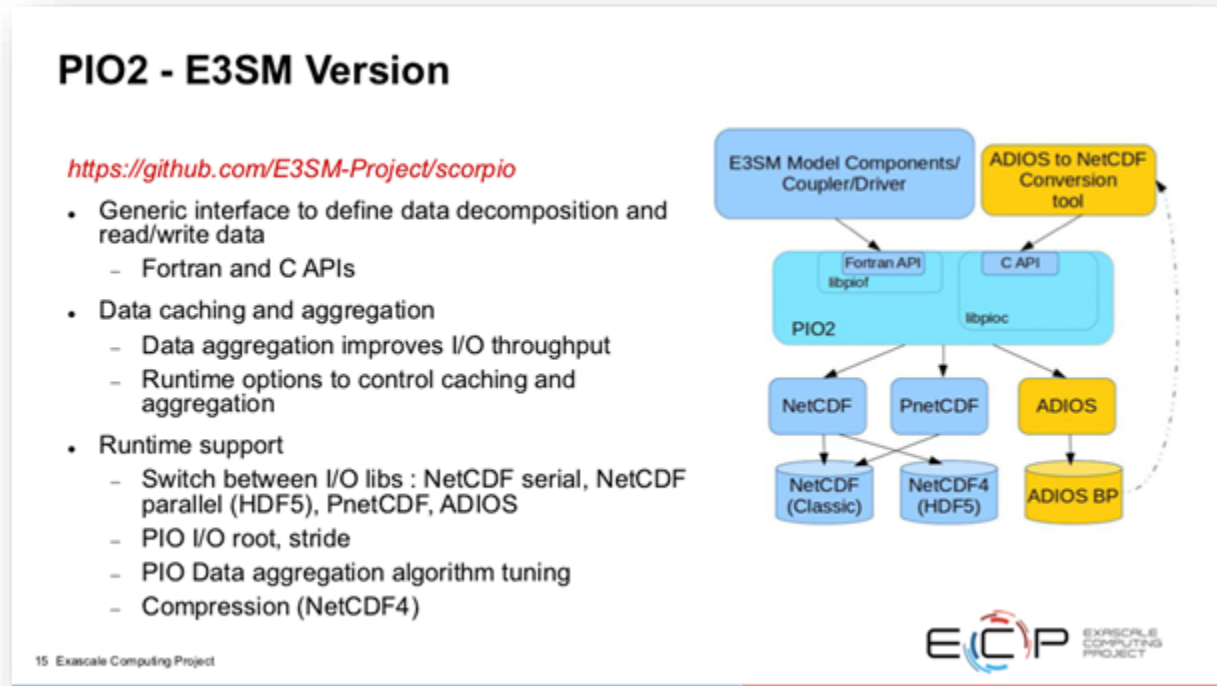 PIO2 - E3SM Version
https://github.com/E3SM-Project/scorpio
• Generic interface to define data decomposition and
read/write data
– Fortran and C APIs
• Data caching and aggregation
– Data aggregation improves I/O throughput
– Runtime options to control caching and
aggregation
• Runtime support
– Switch between I/O libs : NetCDF serial, NetCDF
parallel (HDF5), PnetCDF, ADIOS
– PIO I/O root, stride
– PIO Data aggregation algorithm tuning
– Compression (NetCDF4)
E3SM Model Components/
Coupler/Driver
ADIOS to NetCDF
Conversion
tool
Fortran API
libpiof
C API
libpioc
PIO2
NetCDF
PnetCDF
ADIOS
NetCDF
(Classic)
NetCDF4
(HDF5)
ADIOS BP
15 Exascale Computing Project
ECP
EXASCALE
COMPUTING
PROJECT